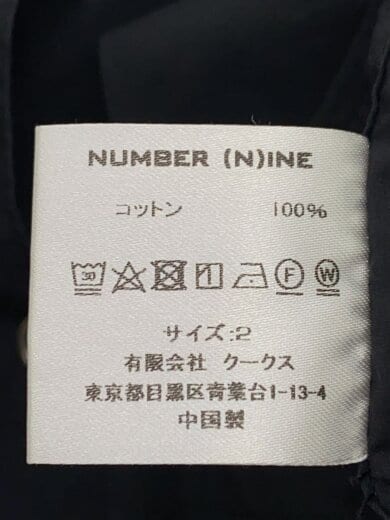 NUMBER (N)INE
コットン 100%
30 F W
サイズ:2
有限会社 クークス
東京都目黒区青葉台1-13-4
中国製